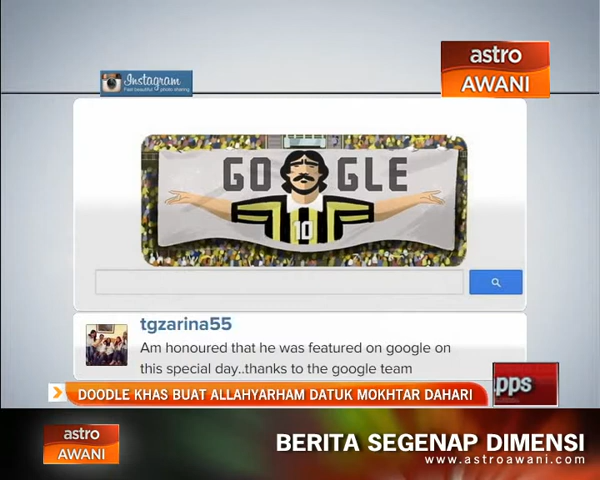 astro
AWANI
Instagram
Fast beautiful photo sharing
GO GLE
10
tgzarina55
Am honoured that he was featured on google on
this special day..thanks to the google team
pps
DOODLE KHAS BUAT ALLAHYARHAM DATUK MOKHTAR DAHARI
astro
AWANI
BERITA SEGENAP DIMENSI
www.astroawani.com